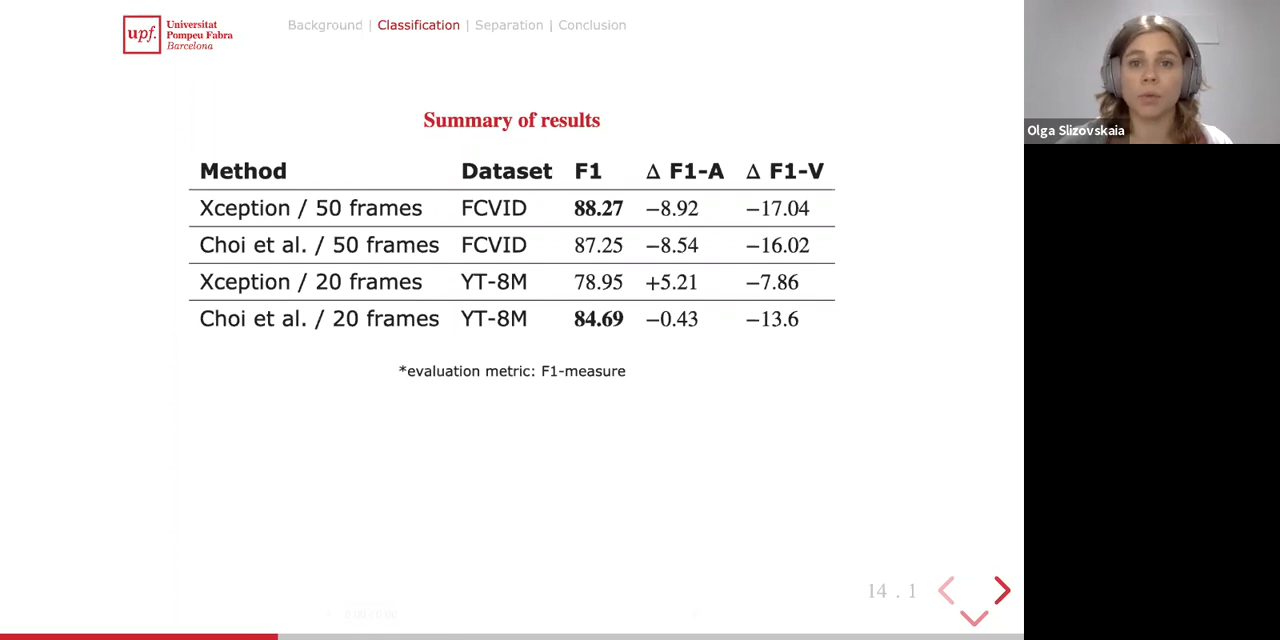 upf. Universitat
Pompeu Fabra
Barcelona
Background | Classification | Separation | Conclusion
Olga Slizovskaia
Summary of results
Method Dataset F1 Δ F1-A Δ F1-V
Xception / 50 frames FCVID 88.27 −8.92 −17.04
Choi et al. / 50 frames FCVID 87.25 −8.54 −16.02
Xception / 20 frames YT-8M 78.95 +5.21 −7.86
Choi et al. / 20 frames YT-8M 84.69 −0.43 −13.6
*evaluation metric: F1-measure
14 . 1